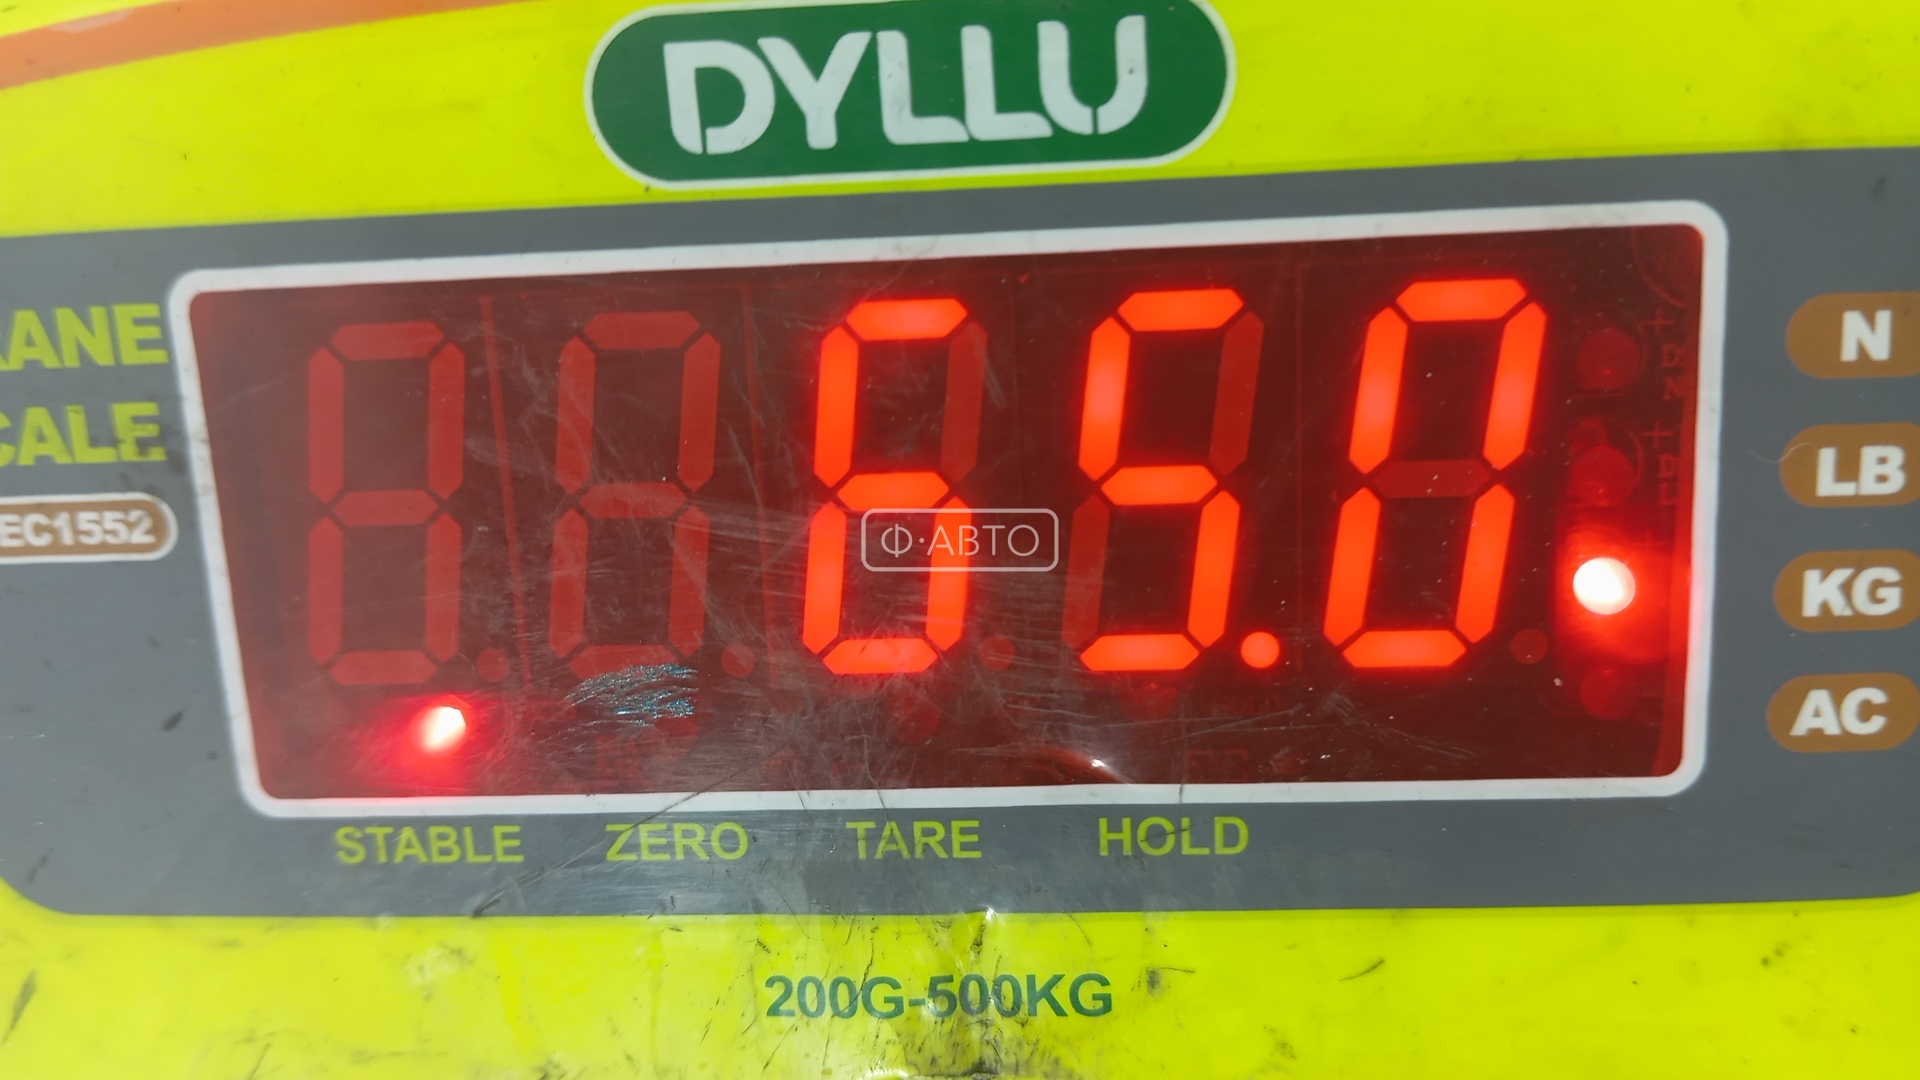 DYLLU
ANE
CALE
EC1552
65.0
N
LB
KG
AC
Ф·АВТО
STABLE ZERO TARE HOLD
200G-500KG